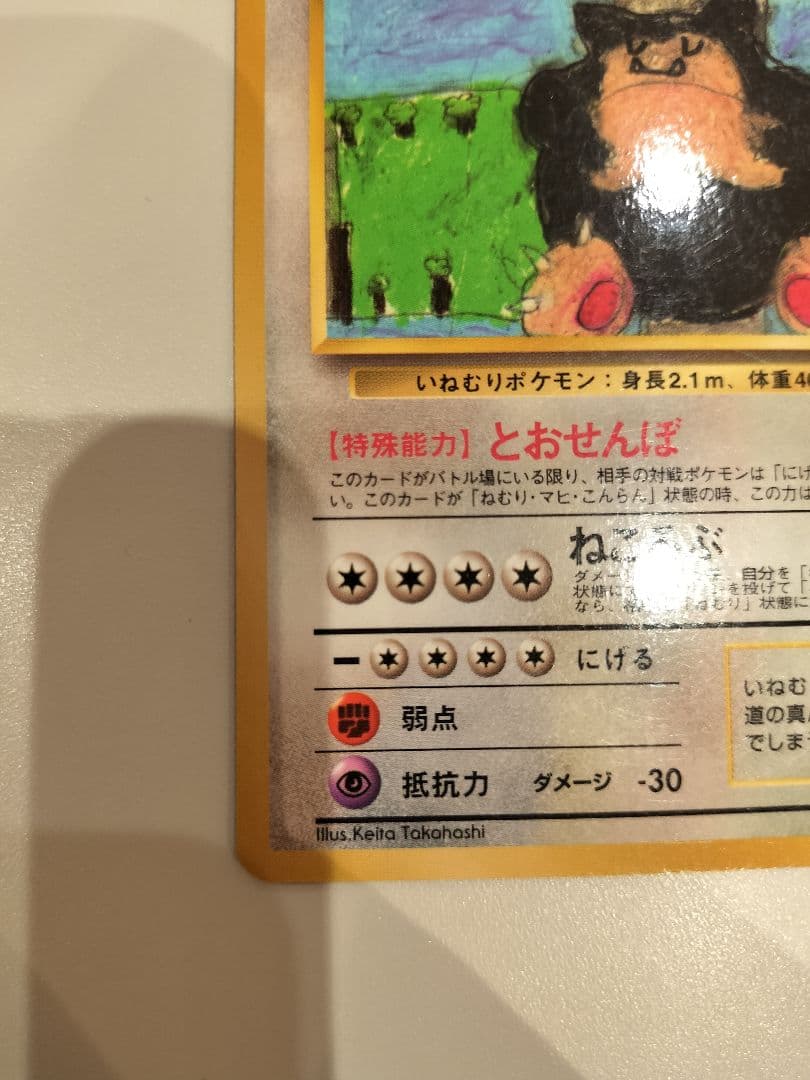 いねむりポケモン：身長2.1m、体重4
【特殊能力】とおせんぼ
このカードがバトル場にいる限り、相手の対戦ポケモンは「にげ
い。このカードが「ねむり・マヒ・こんらん」状態の時、この力は
ねころぶ
ダメー 自分を「
状態に を投げて「
なら、 「ねむり」状態に
にげる
弱点
抵抗力 ダメージ -30
いねむ
道の真
でしま
Illus.Keita Takahashi